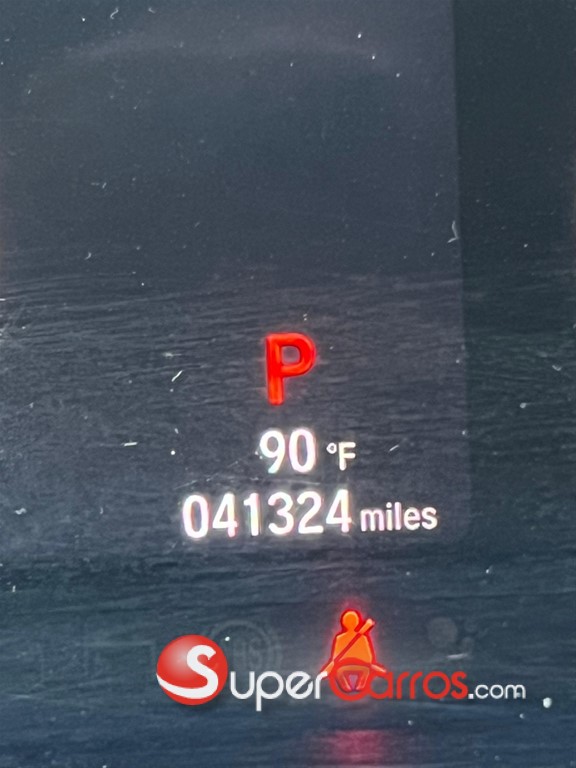 P
90 °F
041324 miles
SuperCarros.com